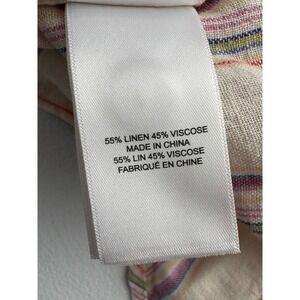 55% LINEN 45% VISCOSE
MADE IN CHINA
55% LIN 45% VISCOSE
FABRIQUÉ EN CHINE